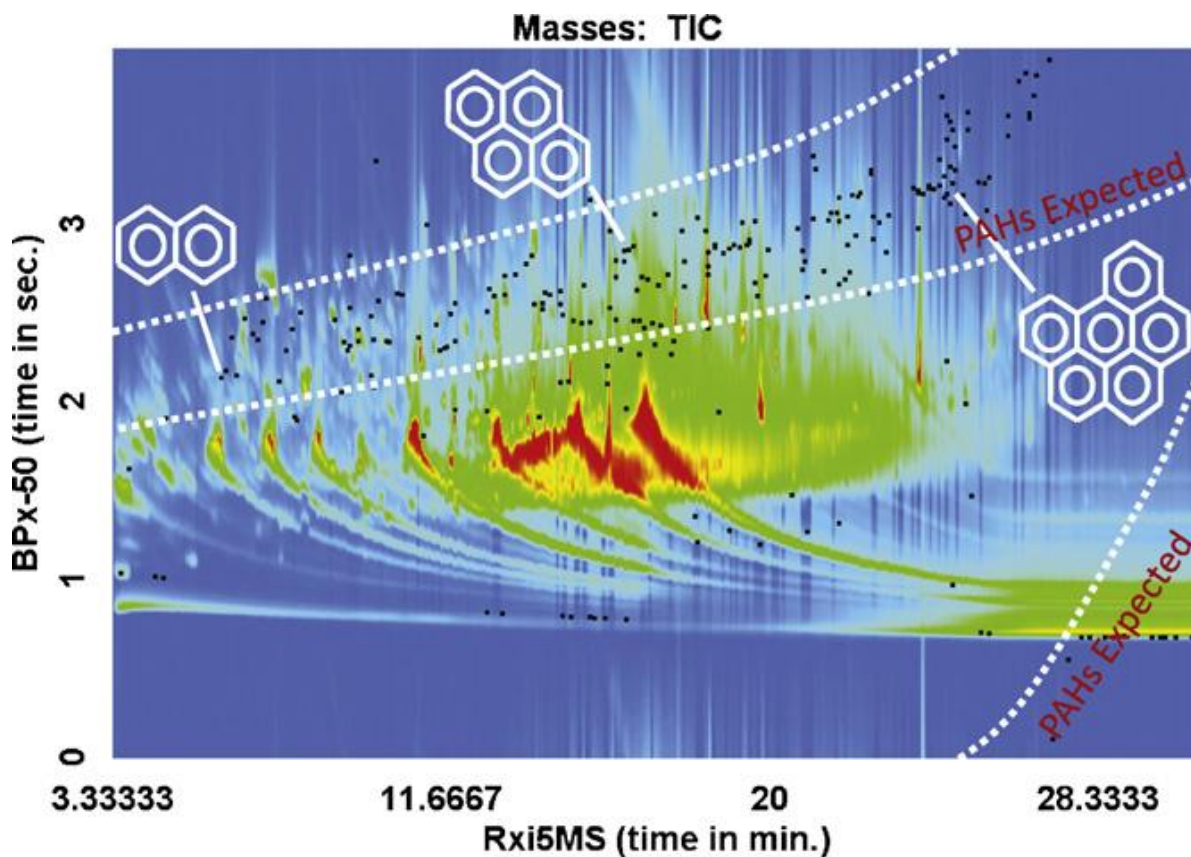 Masses: TIC
BPx-50 (time in sec.)
3
2
1
0
PAHs Expected
PAHs Expected
3.33333
11.6667
20
28.3333
Rxi5MS (time in min.)